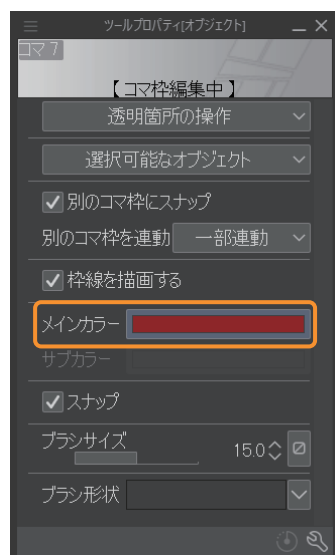 ツールプロパティ[オブジェクト]
コマ 7
【 コマ枠編集中 】
透明箇所の操作
選択可能なオブジェクト
別のコマ枠にスナップ
別のコマ枠を連動 一部連動
枠線を描画する
メインカラー
サブカラー
スナップ
ブラシサイズ 15.0
ブラシ形状